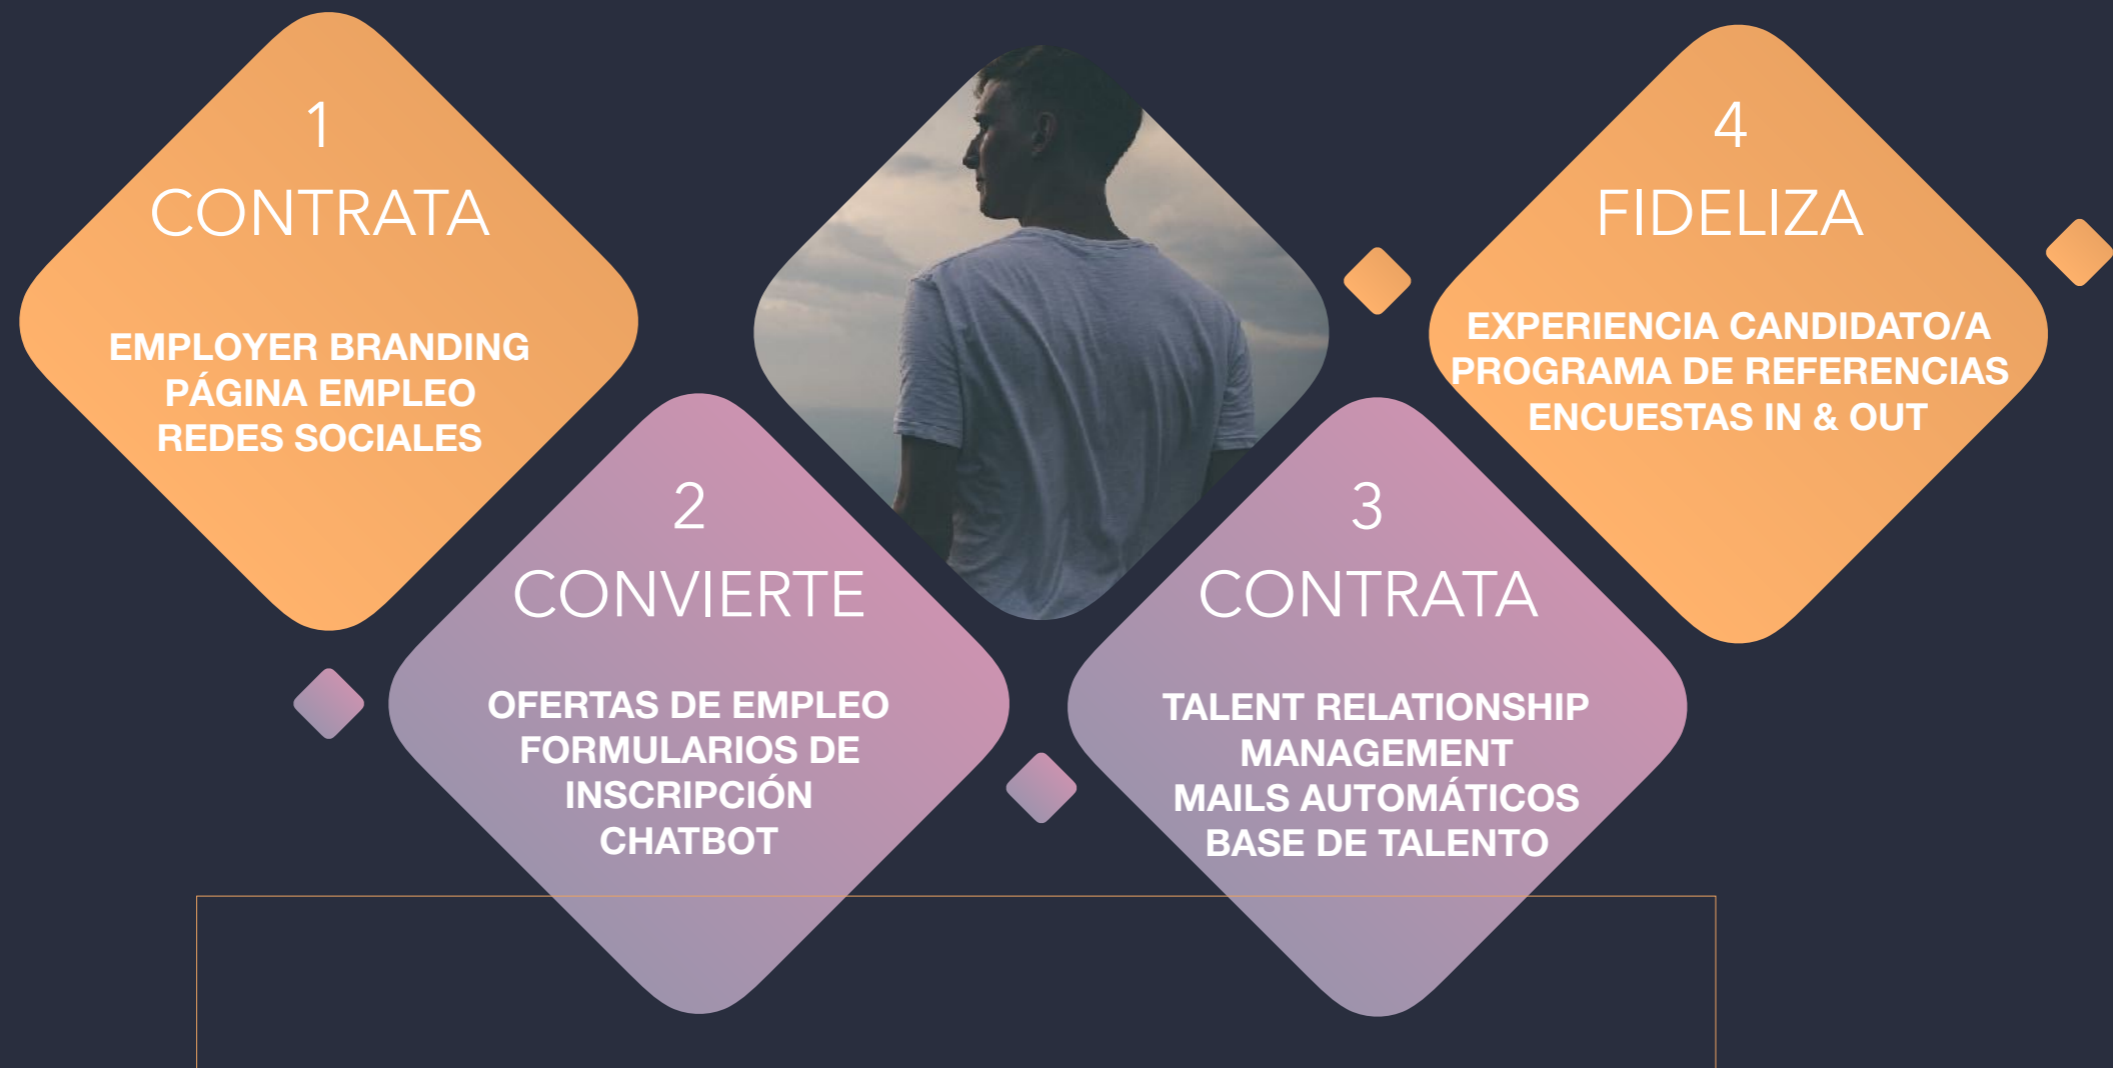 1
CONTRATA
EMPLOYER BRANDING
PÁGINA EMPLEO
REDES SOCIALES
2
CONVIERTE
OFERTAS DE EMPLEO
FORMULARIOS DE
INSCRIPCIÓN
CHATBOT
3
CONTRATA
TALENT RELATIONSHIP
MANAGEMENT
MAILS AUTOMÁTICOS
BASE DE TALENTO
4
FIDELIZA
EXPERIENCIA CANDIDATO/A
PROGRAMA DE REFERENCIAS
ENCUESTAS IN & OUT